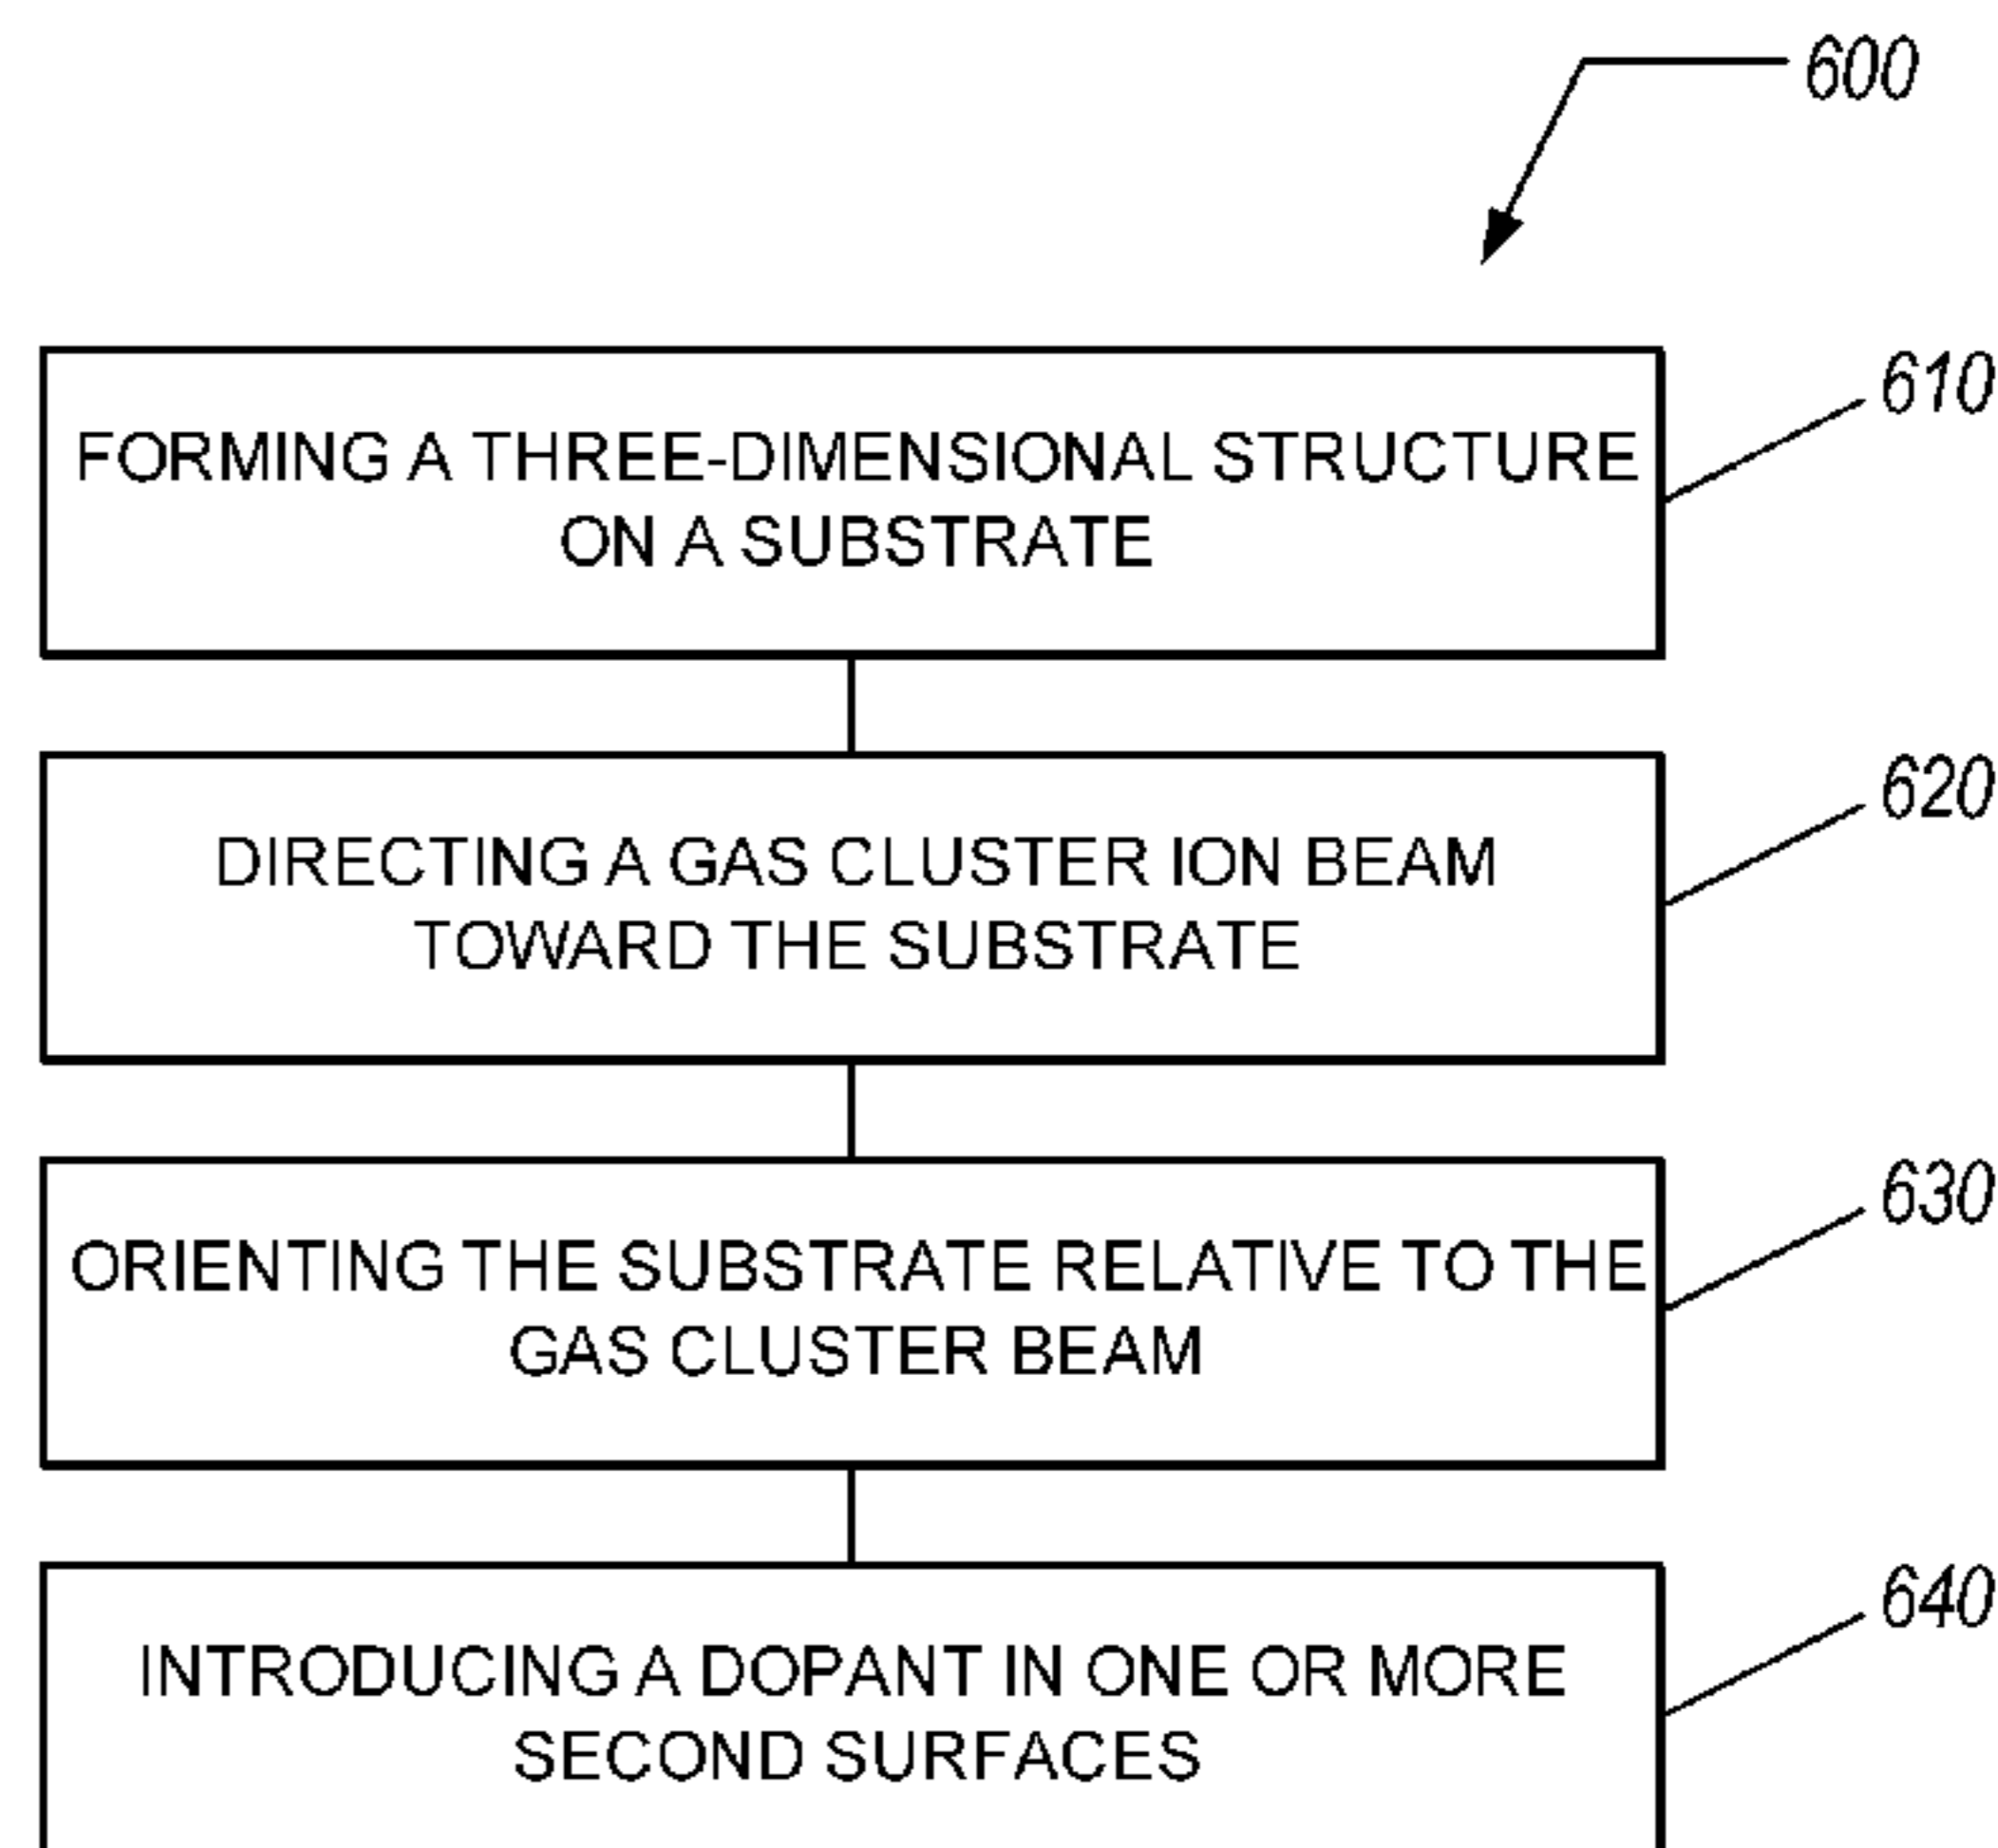 600
FORMING A THREE-DIMENSIONAL STRUCTURE
ON A SUBSTRATE
610
DIRECTING A GAS CLUSTER ION BEAM
TOWARD THE SUBSTRATE
620
ORIENTING THE SUBSTRATE RELATIVE TO THE
GAS CLUSTER BEAM
630
INTRODUCING A DOPANT IN ONE OR MORE
SECOND SURFACES
640